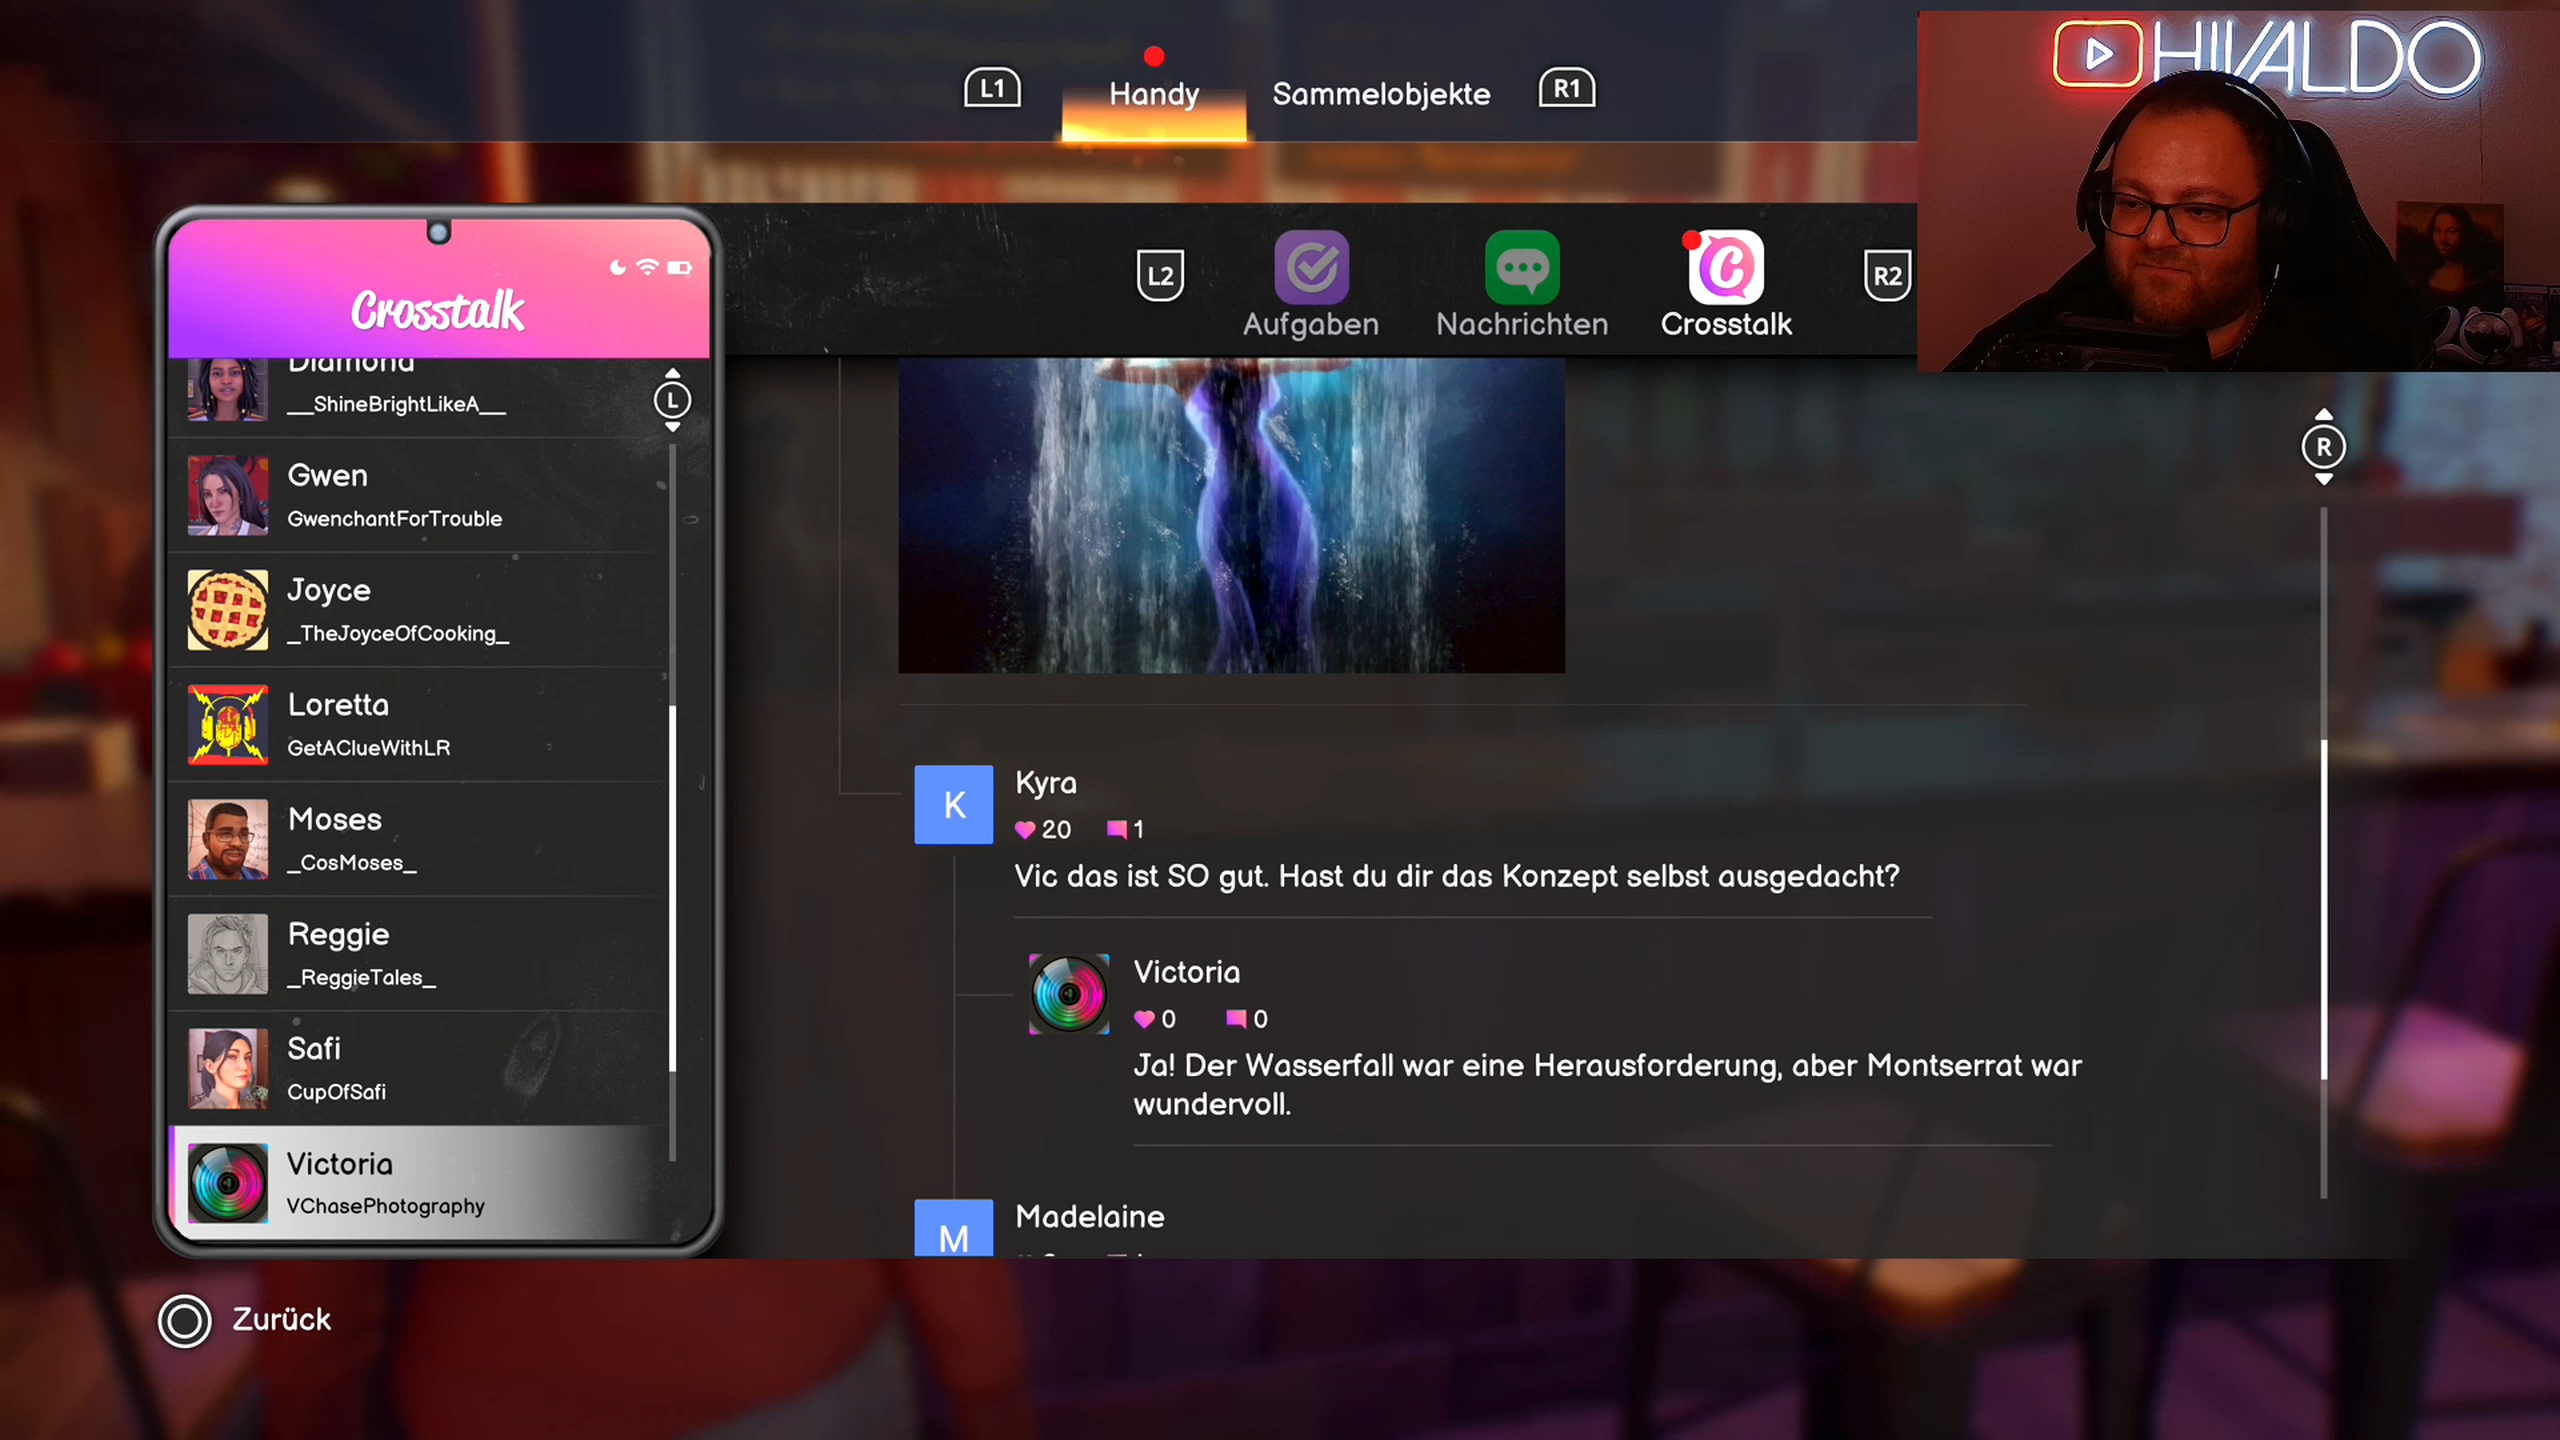 HIVALDO
L1
Handy
Sammelobjekte
R1
Crosstalk
L2
Aufgaben
Nachrichten
Crosstalk
R2
Diamond
__ShineBrightLikeA__
L
Gwen
GwenchantForTrouble
Joyce
_TheJoyceOfCooking_
Loretta
GetAClueWithLR
Moses
_CosMoses_
Reggie
_ReggieTales_
Safi
CupOfSafi
Victoria
VChasePhotography
R
K
Kyra
20 1
Vic das ist SO gut. Hast du dir das Konzept selbst ausgedacht?
Victoria
0 0
Ja! Der Wasserfall war eine Herausforderung, aber Montserrat war
wundervoll.
M
Madelaine
Zurück